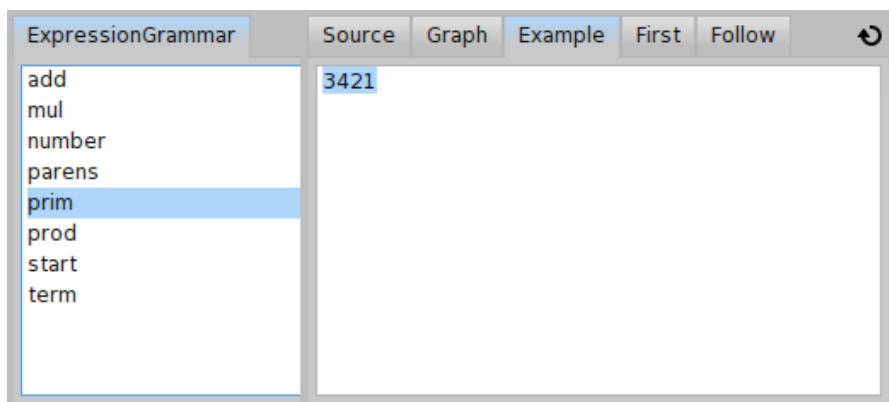 ExpressionGrammar
Source Graph Example First Follow
add
mul
number
parens
prim
prod
start
term
3421